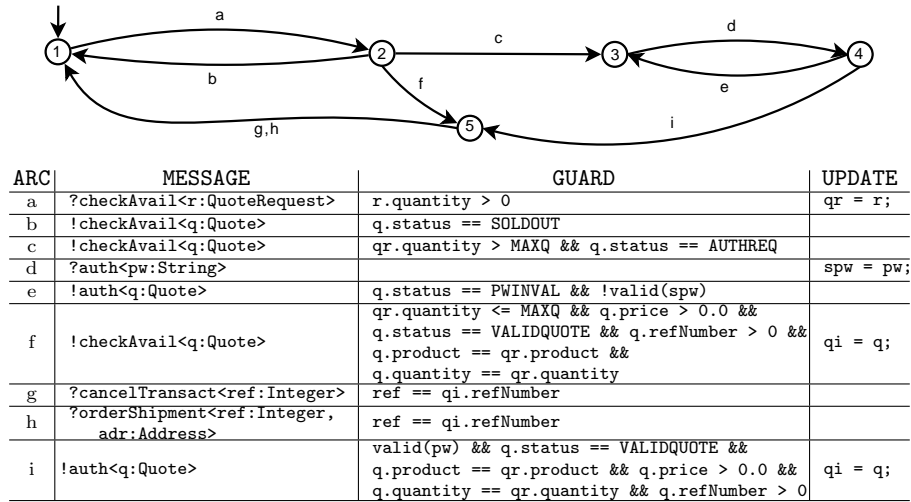 a
d
1
2
c
3
4
b
f
e
5
g,h
i
ARC MESSAGE GUARD UPDATE
a ?checkAvail<r:QuoteRequest> r.quantity > 0 qr = r;
b !checkAvail<q:Quote> q.status == SOLDOUT
c !checkAvail<q:Quote> qr.quantity > MAXQ && q.status == AUTHREQ
d ?auth<pw:String> spw = pw;
e !auth<q:Quote> q.status == PWINVAL && !valid(spw)
qr.quantity <= MAXQ && q.price > 0.0 &&
q.status == VALIDQUOTE && q.refNumber > 0 &&
f !checkAvail<q:Quote> qi = q;
q.product == qr.product &&
q.quantity == qr.quantity
g ?cancelTransact<ref:Integer> ref == qi.refNumber
?orderShipment<ref:Integer,
h ref == qi.refNumber
adr:Address>
valid(pw) && q.status == VALIDQUOTE &&
i !auth<q:Quote> q.product == qr.product && q.price > 0.0 && qi = q;
q.quantity == qr.quantity && q.refNumber > 0